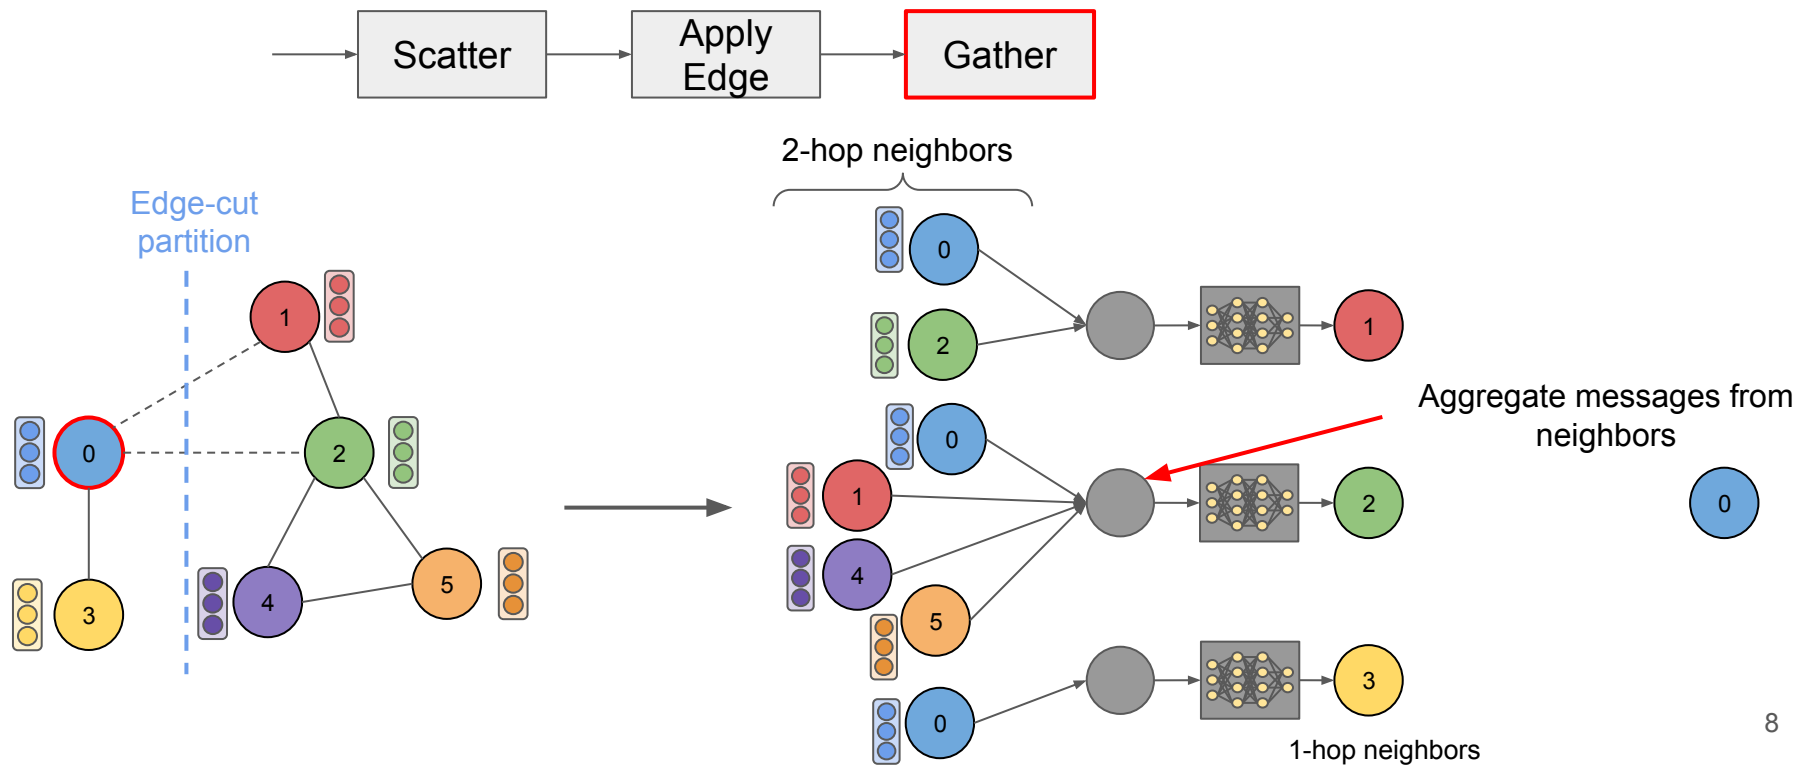 Scatter
Apply
Edge
Gather
2-hop neighbors
Edge-cut
partition
0
1
2
3
4
5
0
2
1
0
1
4
5
2
0
3
Aggregate messages from
neighbors
0
1-hop neighbors
8